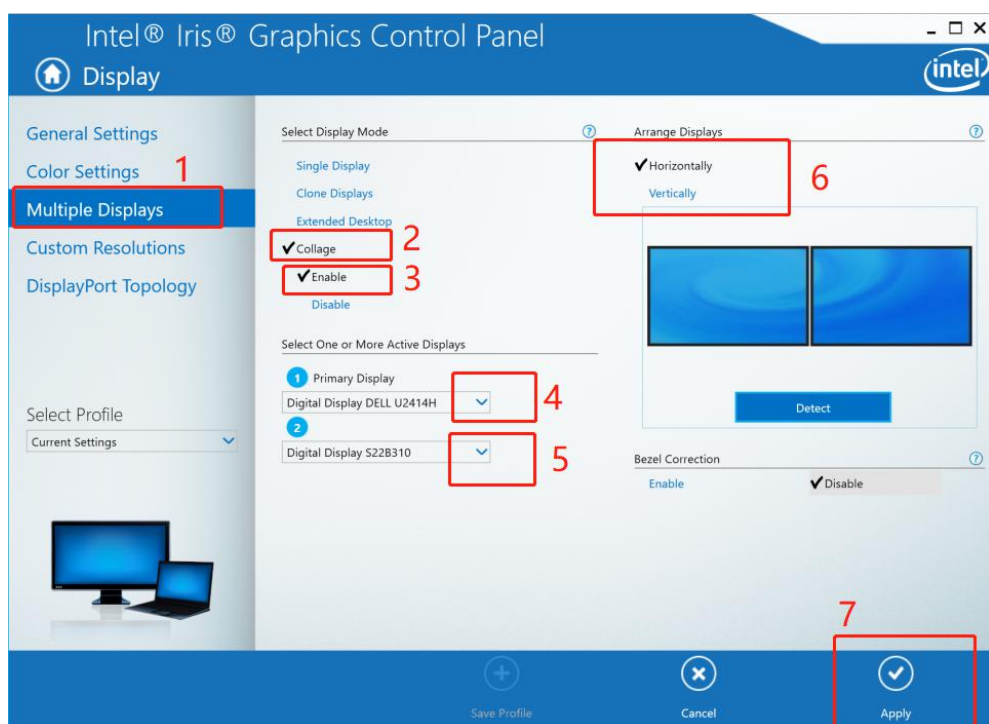 Intel® Iris® Graphics Control Panel
Display
intel
General Settings
Color Settings
1
Multiple Displays
Custom Resolutions
DisplayPort Topology
Select Profile
Current Settings
Select Display Mode
Single Display
Clone Displays
Extended Desktop
Collage
2
Enable
3
Disable
Select One or More Active Displays
1 Primary Display
Digital Display DELL U2414H
4
2
Digital Display S22B310
5
Arrange Displays
Horizontally
Vertically
6
Detect
Bezel Correction
Enable
Disable
7
Save Profile
Cancel
Apply